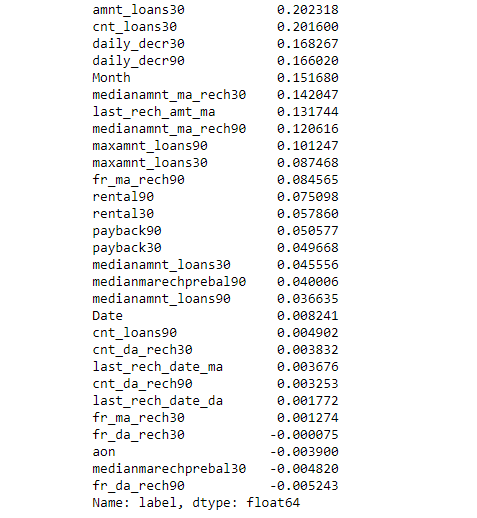 amnt_loans30 0.202318
cnt_loans30 0.201600
daily_decr30 0.168267
daily_decr90 0.166020
Month 0.151680
medianamnt_ma_rech30 0.142047
last_rech_amt_ma 0.131744
medianamnt_ma_rech90 0.120616
maxamnt_loans90 0.101247
maxamnt_loans30 0.087468
fr_ma_rech90 0.084565
rental90 0.075098
rental30 0.057860
payback90 0.050577
payback30 0.049668
medianamnt_loans30 0.045556
medianmarechprebal90 0.040006
medianamnt_loans90 0.036635
Date 0.008241
cnt_loans90 0.004902
cnt_da_rech30 0.003832
last_rech_date_ma 0.003676
cnt_da_rech90 0.003253
last_rech_date_da 0.001772
fr_ma_rech30 0.001274
fr_da_rech30 -0.000075
aon -0.003900
medianmarechprebal30 -0.004820
fr_da_rech90 -0.005243
Name: label, dtype: float64